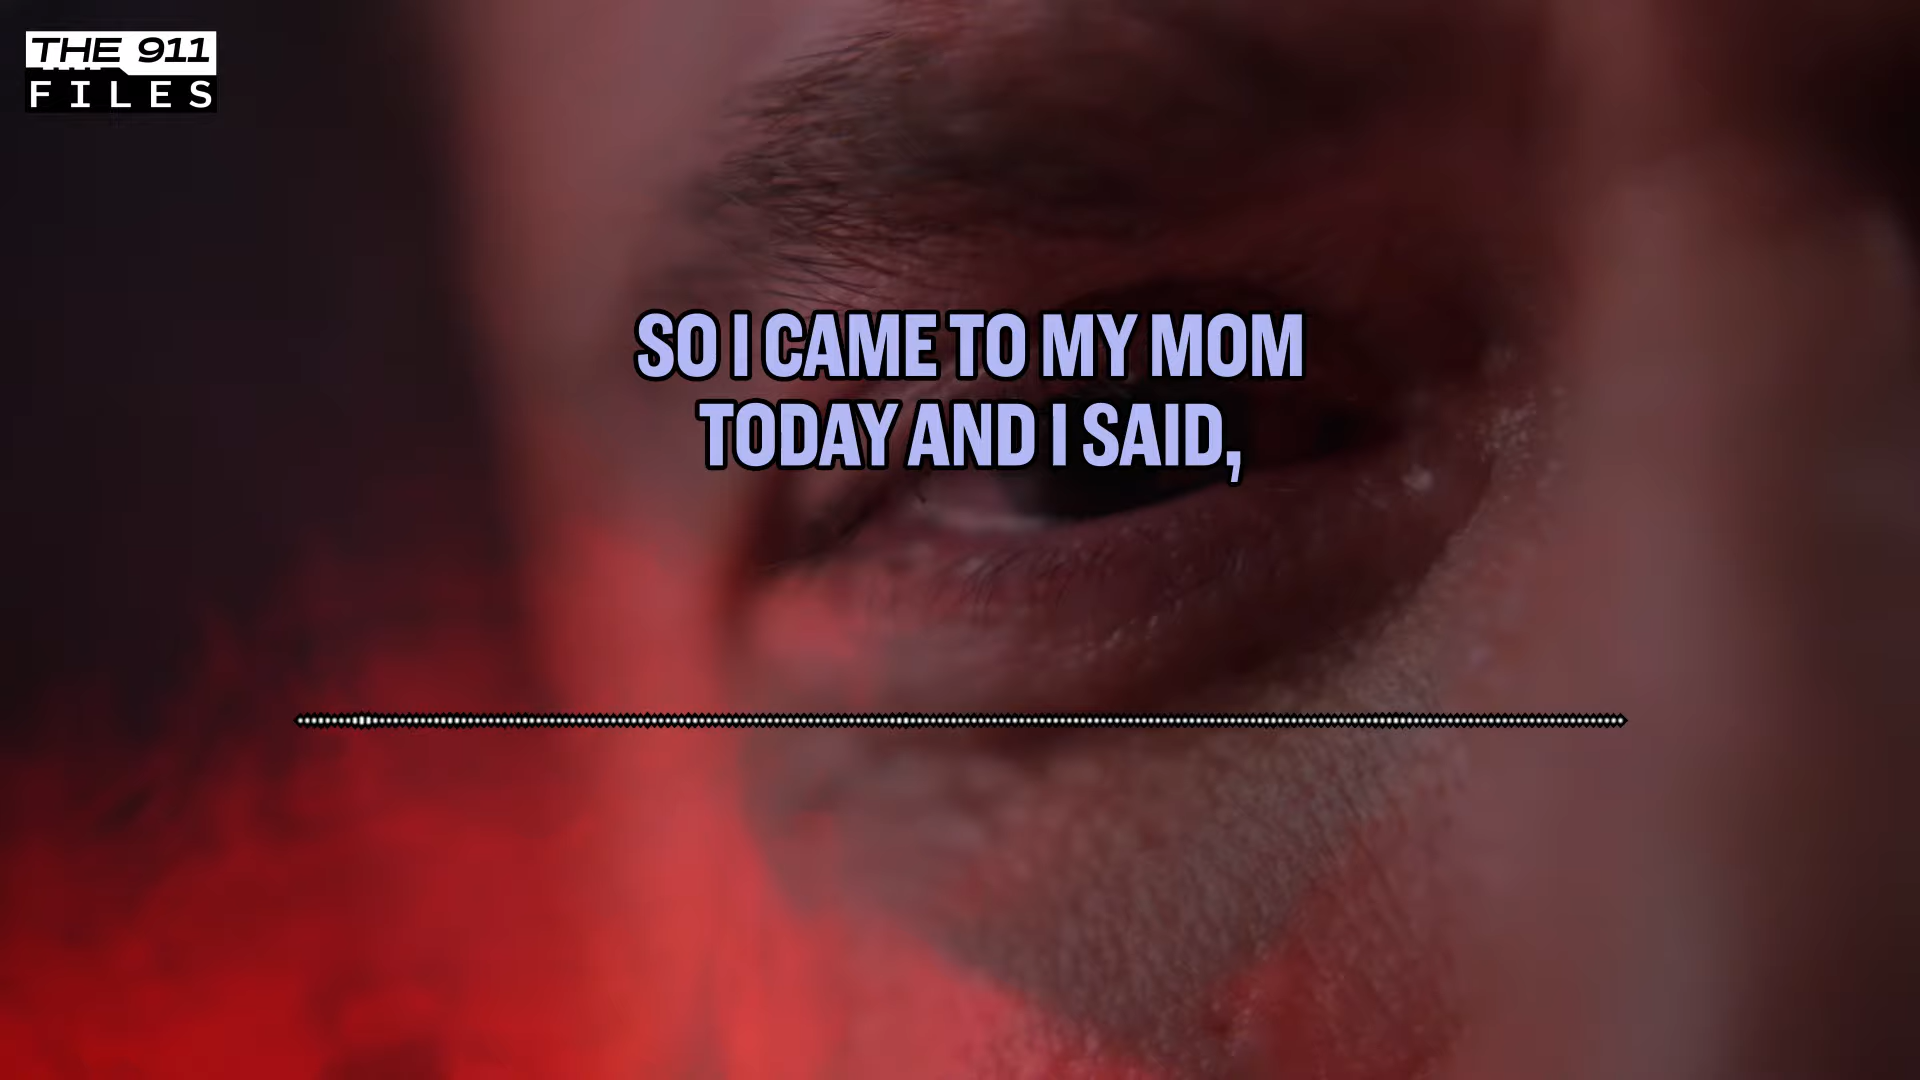 THE 911
FILES
SO I CAME TO MY MOM
TODAY AND I SAID,